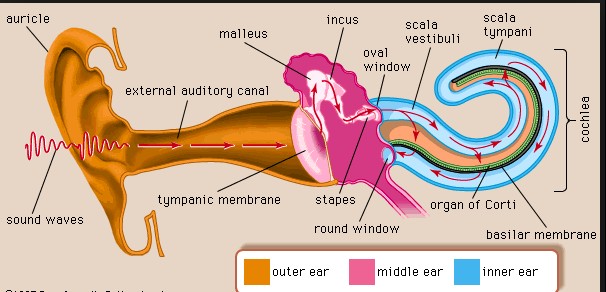 auricle
malleus
incus
oval
window
scala
vestibuli
scala
tympani
external auditory canal
cochlea
sound waves
tympanic membrane
stapes
round window
organ of Corti
basilar membrane
outer ear
middle ear
inner ear